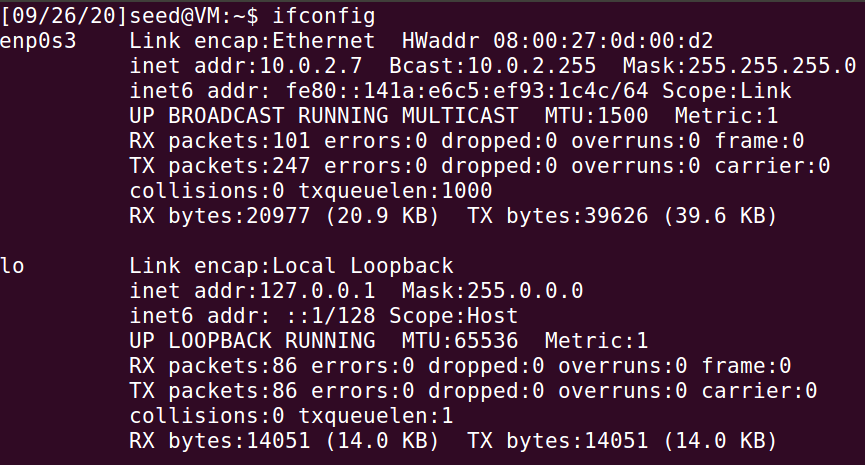 [09/26/20]seed@VM:~$ ifconfig
enp0s3    Link encap:Ethernet  HWaddr 08:00:27:0d:00:d2
          inet addr:10.0.2.7  Bcast:10.0.2.255  Mask:255.255.255.0
          inet6 addr: fe80::141a:e6c5:ef93:1c4c/64 Scope:Link
          UP BROADCAST RUNNING MULTICAST  MTU:1500  Metric:1
          RX packets:101 errors:0 dropped:0 overruns:0 frame:0
          TX packets:247 errors:0 dropped:0 overruns:0 carrier:0
          collisions:0 txqueuelen:1000
          RX bytes:20977 (20.9 KB)  TX bytes:39626 (39.6 KB)

lo        Link encap:Local Loopback
          inet addr:127.0.0.1  Mask:255.0.0.0
          inet6 addr: ::1/128 Scope:Host
          UP LOOPBACK RUNNING  MTU:65536  Metric:1
          RX packets:86 errors:0 dropped:0 overruns:0 frame:0
          TX packets:86 errors:0 dropped:0 overruns:0 carrier:0
          collisions:0 txqueuelen:1
          RX bytes:14051 (14.0 KB)  TX bytes:14051 (14.0 KB)